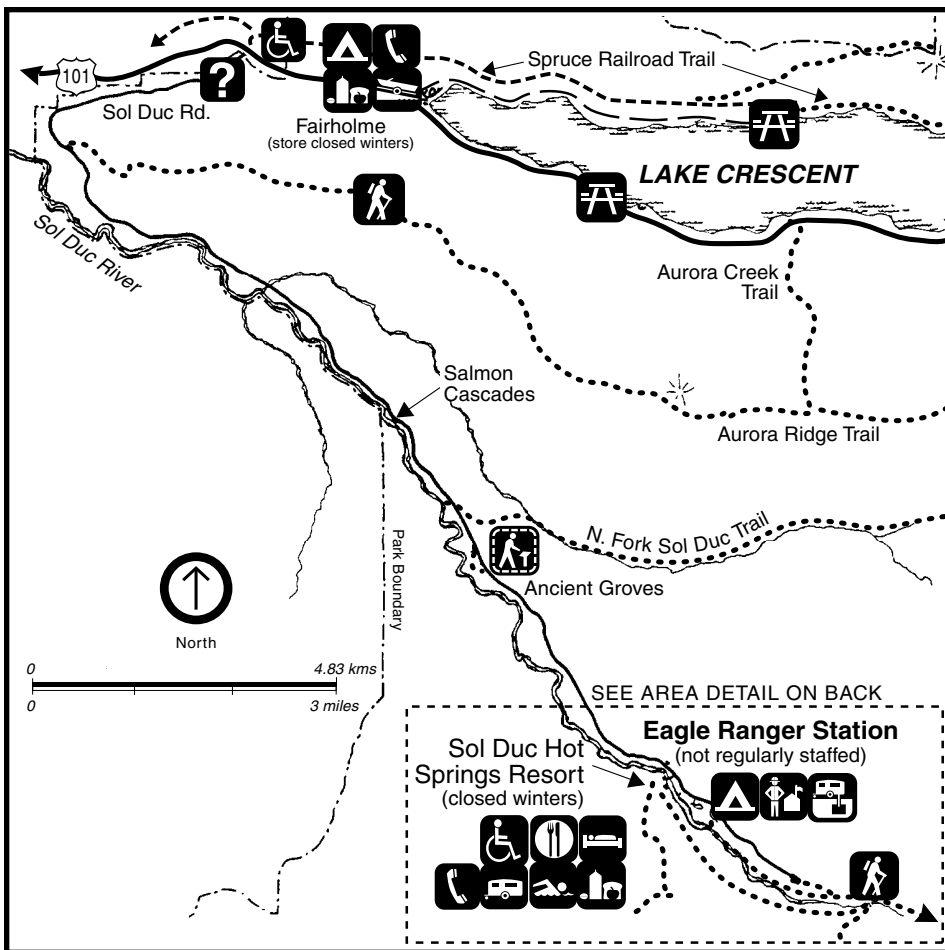 Spruce Railroad Trail
101
?
Sol Duc Rd.
Fairholme
(store closed winters)
LAKE CRESCENT
Sol Duc River
Aurora Creek
Trail
Salmon
Cascades
Aurora Ridge Trail
N. Fork Sol Duc Trail
Park Boundary
Ancient Groves
North
0
4.83 kms
0
3 miles
SEE AREA DETAIL ON BACK
Eagle Ranger Station
(not regularly staffed)
Sol Duc Hot
Springs Resort
(closed winters)